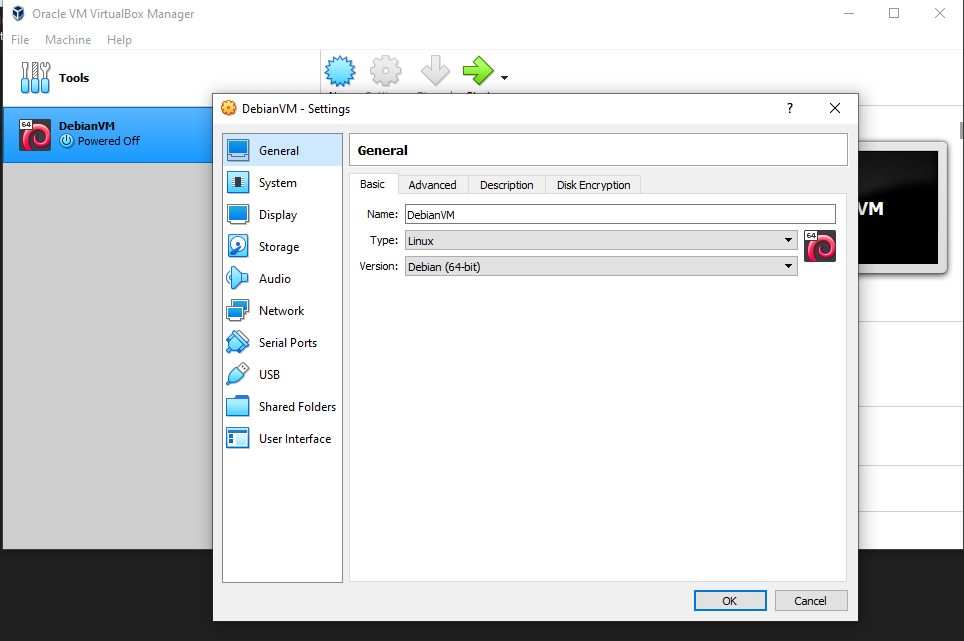 Oracle VM VirtualBox Manager
File Machine Help
Tools
64
DebianVM
Powered Off
DebianVM - Settings
?
General
System
Display
Storage
Audio
Network
Serial Ports
USB
Shared Folders
User Interface
General
Basic Advanced Description Disk Encryption
Name: DebianVM
Type: Linux
64
Version: Debian (64-bit)
VM
OK Cancel